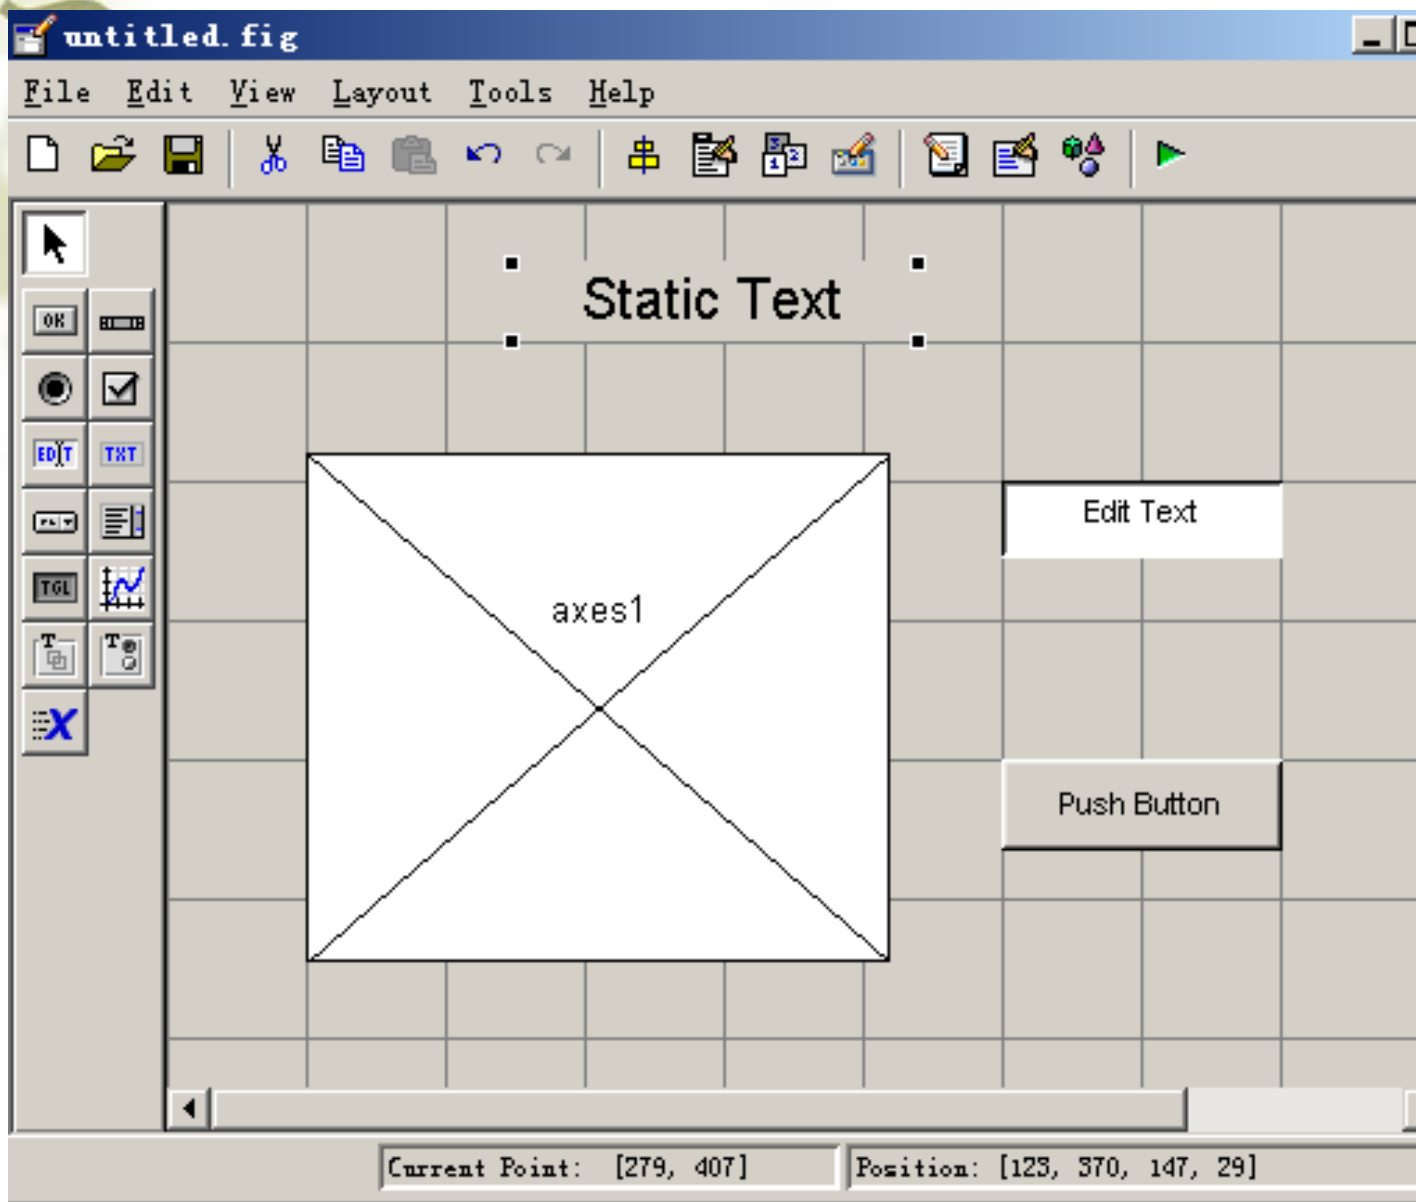 untitled.fig
File Edit View Layout Tools Help
Static Text
OK
EDIT TXT
Edit Text
TGL
axes1
T T
X
Push Button
Current Point: [279, 407] Position: [123, 370, 147, 29]